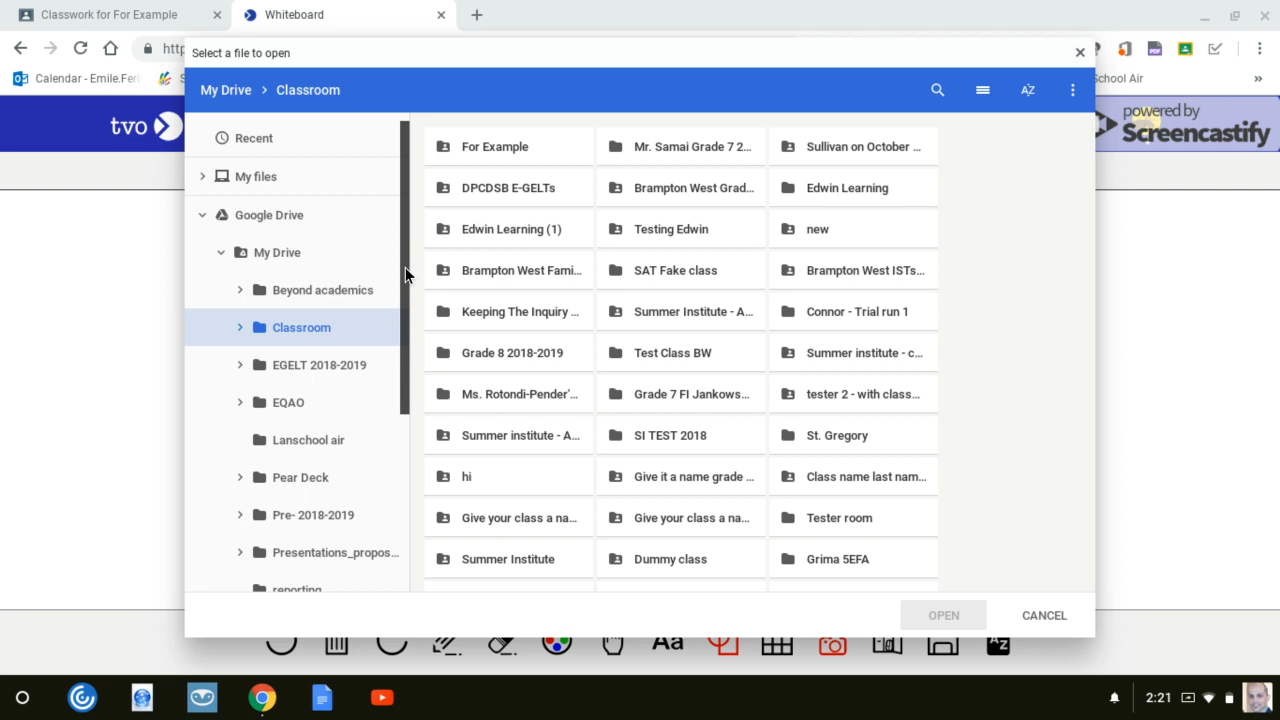 Classwork for For Example
Whiteboard
http
Calendar - Emile.Feri
S
School Air
Select a file to open
My Drive > Classroom
AZ
tvo
powered by
Screencastify
Recent
My files
Google Drive
My Drive
Beyond academics
Classroom
EGELT 2018-2019
EQAO
Lanschool air
Pear Deck
Pre- 2018-2019
Presentations_propos...
reporting
For Example
Mr. Samai Grade 7 2...
Sullivan on October ...
DPCDSB E-GELTs
Brampton West Grad...
Edwin Learning
Edwin Learning (1)
Testing Edwin
new
Brampton West Fami...
SAT Fake class
Brampton West ISTs...
Keeping The Inquiry ...
Summer Institute - A...
Connor - Trial run 1
Grade 8 2018-2019
Test Class BW
Summer institute - c...
Ms. Rotondi-Pender'...
Grade 7 FI Jankows...
tester 2 - with class...
Summer institute - A...
SI TEST 2018
St. Gregory
hi
Give it a name grade ...
Class name last nam...
Give your class a na...
Give your class a na...
Tester room
Summer Institute
Dummy class
Grima 5EFA
OPEN
CANCEL
Aa
AZ
2:21